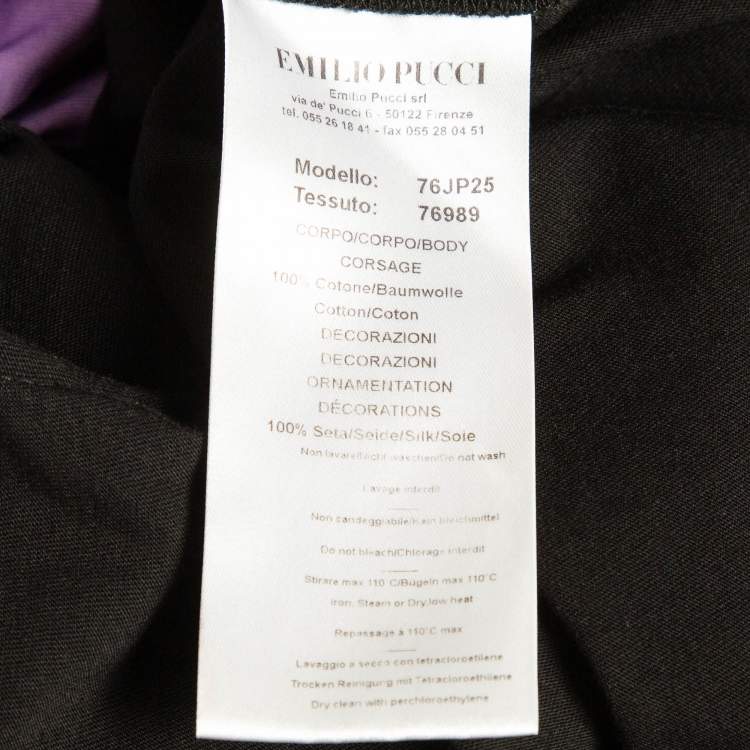 EMILIO PUCCI
Emilio Pucci srl
via de' Pucci 6 - 50122 Firenze
tel. 055 26 18 41 - fax 055 28 04 51
Modello: 76JP25
Tessuto: 76989
CORPO/CORPO/BODY
CORSAGE
100% Cotone/Baumwolle
Cotton/Coton
DECORAZIONI
DECORAZIONI
ORNAMENTATION
DÉCORATIONS
100% Seta/Seide/Silk/Soie
Non lavare/Nicht waschen/Do not wash
Lavage interdit
Non candeggiabile/Kein bleichmittel
Do not bleach/Chlorage interdit
Stirare max 110°C/Bügeln max 110°C
iron, Steam or Dry,low heat
Repassage à 110°C max
Lavaggio a secco con tetracloroetilene
Trocken Reinigung mit Tetracloroethylen
Dry clean with perchloroethylene